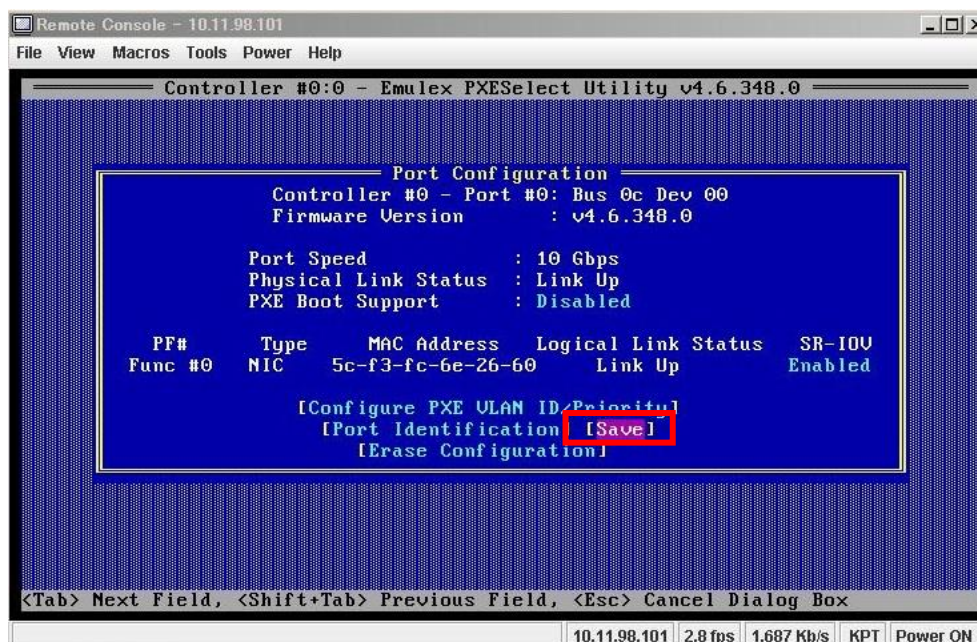 Remote Console - 10.11.98.101
File View Macros Tools Power Help
Controller #0:0 - Emulex PXESelect Utility v4.6.348.0
Port Configuration
Controller #0 - Port #0: Bus 0c Dev 00
Firmware Version : v4.6.348.0
Port Speed : 10 Gbps
Physical Link Status : Link Up
PXE Boot Support : Disabled
PF# Type MAC Address Logical Link Status SR-IOV
Func #0 NIC 5c-f3-fc-6e-26-60 Link Up Enabled
[Configure PXE VLAN ID/Priority]
[Port Identification] [Save]
[Erase Configuration]
<Tab> Next Field, <Shift+Tab> Previous Field, <Esc> Cancel Dialog Box
10.11.98.101 2.8 fps 1.687 Kb/s KPT Power ON